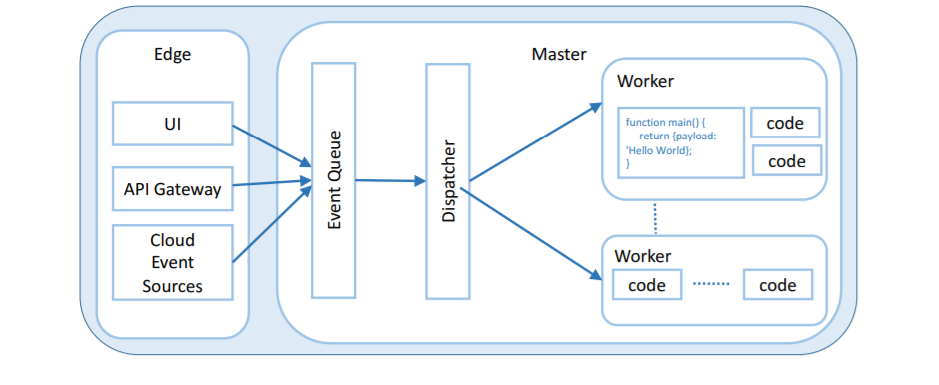 Edge
UI
API Gateway
Cloud
Event
Sources
Master
Event Queue
Dispatcher
Worker
function main() {
return {payload:
'Hello World};
}
code
code
Worker
code
code